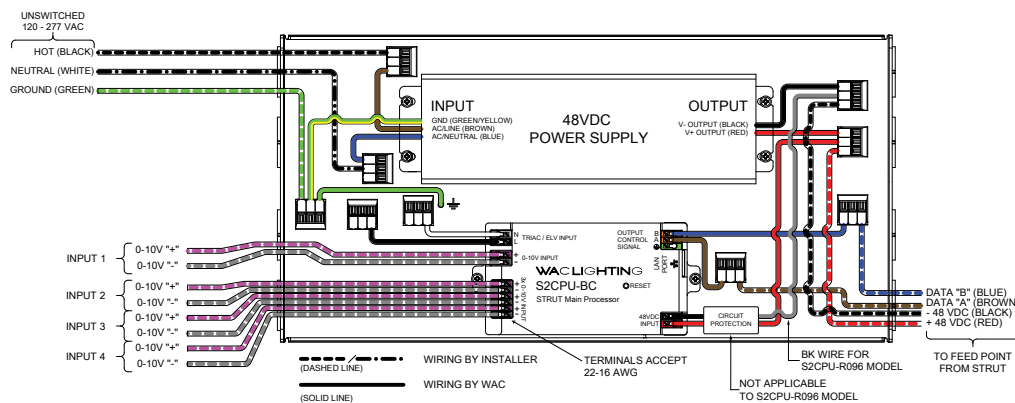 UNSWITCHED
120 - 277 VAC
HOT (BLACK)
NEUTRAL (WHITE)
GROUND (GREEN)
INPUT
GND (GREEN/YELLOW)
AC/LINE (BROWN)
AC/NEUTRAL (BLUE)
48VDC
POWER SUPPLY
OUTPUT
V- OUTPUT (BLACK)
V+ OUTPUT (RED)
N
L
TRIAC / ELV INPUT
+
-
0-10V INPUT
OUTPUT
CONTROL
SIGNAL
B
A
LAN
PORT
WAC LIGHTING
S2CPU-BC
STRUT Main Processor
RESET
3x 0-10V INPUT
48VDC
INPUT
CIRCUIT
PROTECTION
INPUT 1
0-10V "+"
0-10V "-"
INPUT 2
0-10V "+"
0-10V "-"
INPUT 3
0-10V "+"
0-10V "-"
INPUT 4
0-10V "+"
0-10V "-"
DATA "B" (BLUE)
DATA "A" (BROWN)
- 48 VDC (BLACK)
+ 48 VDC (RED)
TO FEED POINT
FROM STRUT
WIRING BY INSTALLER
(DASHED LINE)
WIRING BY WAC
(SOLID LINE)
TERMINALS ACCEPT
22-16 AWG
BK WIRE FOR
S2CPU-R096 MODEL
NOT APPLICABLE
TO S2CPU-R096 MODEL